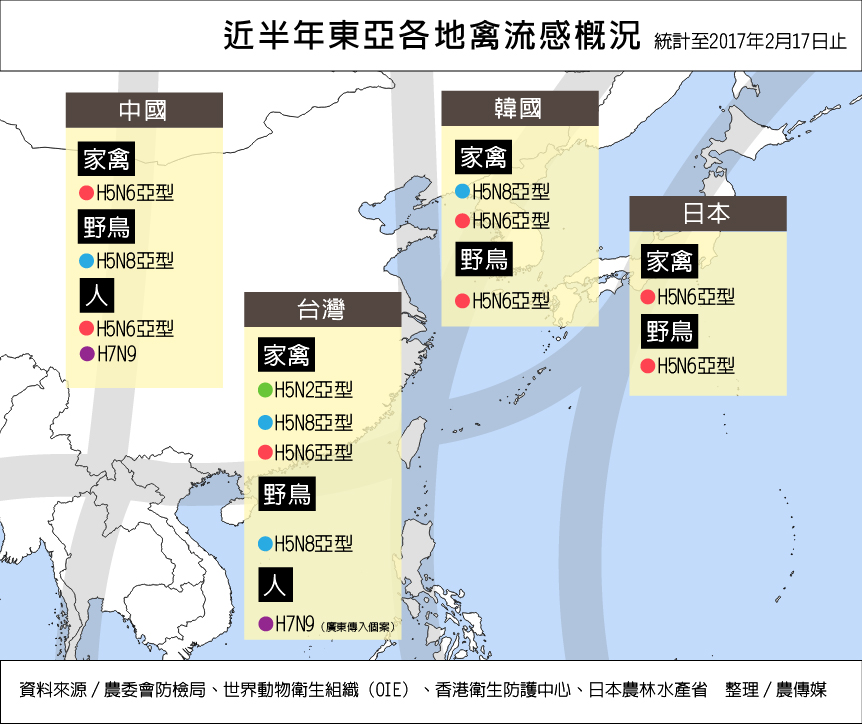 近半年東亞各地禽流感概況 統計至2017年2月17日止
中國
家禽
H5N6亞型
野鳥
H5N8亞型
人
H5N6亞型
H7N9
台灣
家禽
H5N2亞型
H5N8亞型
H5N6亞型
野鳥
H5N8亞型
人
H7N9（廣東傳入個案）
韓國
家禽
H5N8亞型
H5N6亞型
野鳥
H5N6亞型
日本
家禽
H5N6亞型
野鳥
H5N6亞型
資料來源／農委會防檢局、世界動物衛生組織（OIE）、香港衛生防護中心、日本農林水產省 整理／農傳媒